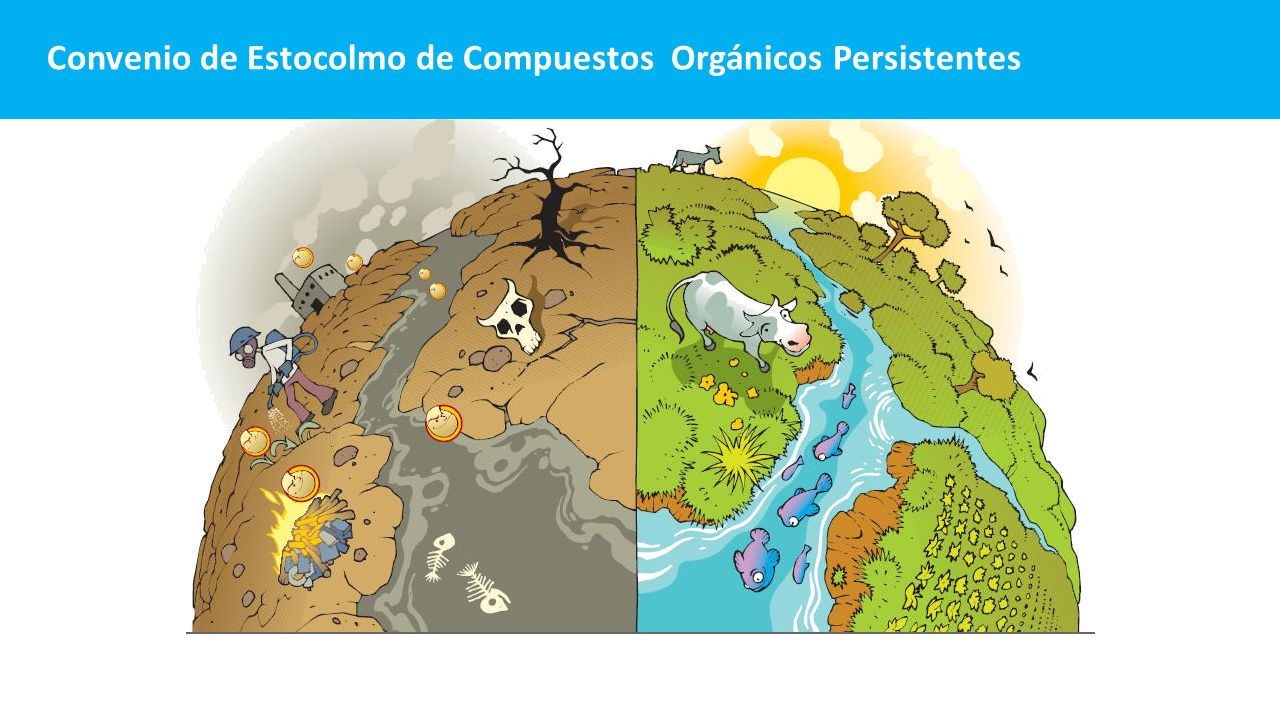 Convenio de Estocolmo de Compuestos  Orgánicos Persistentes